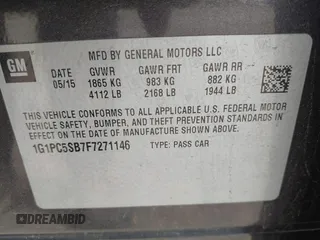 MFD BY GENERAL MOTORS LLC
GM
DATE GVWR GAWR FRT GAWR RR
05/15 1865 KG 983 KG 882 KG
4112 LB 2168 LB 1944 LB
THIS VEHICLE CONFORMS TO ALL APPLICABLE U.S. FEDERAL MOTOR
VEHICLE SAFETY, BUMPER, AND THEFT PREVENTION STANDARDS IN
EFFECT ON THE DATE OF MANUFACTURE SHOWN ABOVE.
1G1PC5SB7F7271146 TYPE: PASS CAR
DREAMBID